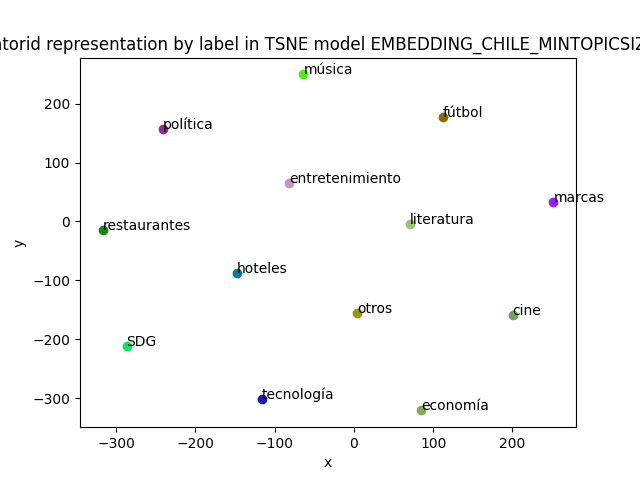 ntorid representation by label in TSNE model EMBEDDING_CHILE_MINTOPICSIZ
música
200
fútbol
política
100
entretenimiento
marcas
0
literatura
restaurantes
y
hoteles
−100
otros
cine
−200
SDG
tecnología
−300
economía
−300
−200
−100
0
100
200
x